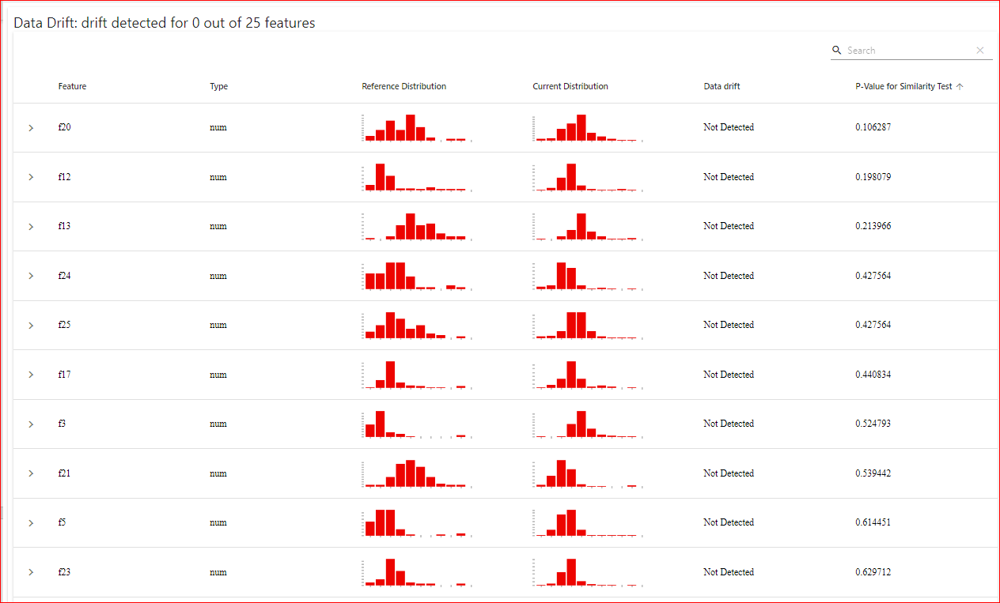 Data Drift: drift detected for 0 out of 25 features
Search
Feature Type Reference Distribution Current Distribution Data drift P-Value for Similarity Test
f20 num Not Detected 0.106287
f12 num Not Detected 0.198079
f13 num Not Detected 0.213966
f24 num Not Detected 0.427564
f25 num Not Detected 0.427564
f17 num Not Detected 0.440834
f3 num Not Detected 0.524793
f21 num Not Detected 0.539442
f5 num Not Detected 0.614451
f23 num Not Detected 0.629712